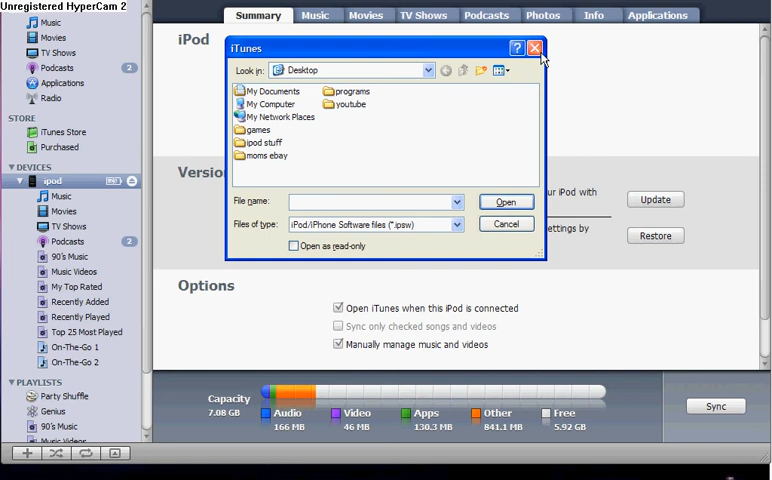 Unregistered HyperCam 2
Summary Music Movies TV Shows Podcasts Photos Info Applications
Music
Movies
TV Shows
Podcasts 2
Applications
Radio
STORE
iTunes Store
Purchased
DEVICES
ipod
Music
Movies
TV Shows
Podcasts 2
90's Music
Music Videos
My Top Rated
Recently Added
Recently Played
Top 25 Most Played
On-The-Go 1
On-The-Go 2
PLAYLISTS
Party Shuffle
Genius
90's Music
Music Videos
iPod
iTunes
Look in: Desktop
My Documents programs
My Computer youtube
My Network Places
games
ipod stuff
moms ebay
File name: Open
Files of type: iPod/iPhone Software files (*.ipsw) Cancel
Open as read-only
your iPod with
Update
settings by
Restore
Options
Open iTunes when this iPod is connected
Sync only checked songs and videos
Manually manage music and videos
Capacity
7.08 GB
Audio Video Apps Other Free
166 MB 46 MB 130.3 MB 841.1 MB 5.92 GB
Sync